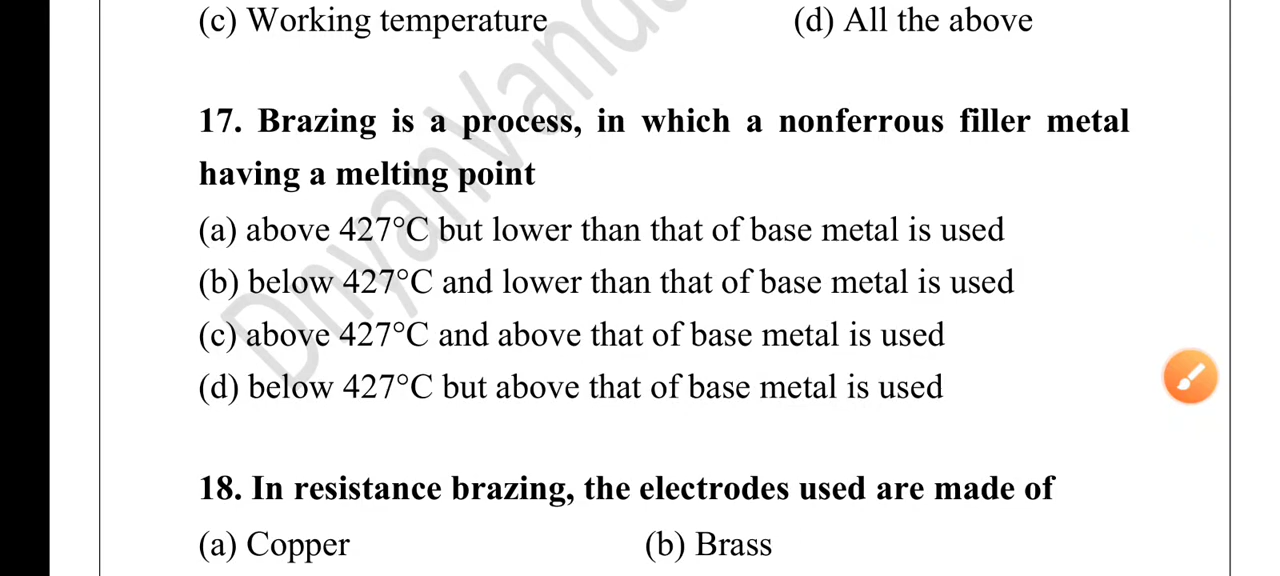 (c) Working temperature (d) All the above
17. Brazing is a process, in which a nonferrous filler metal
having a melting point
(a) above 427°C but lower than that of base metal is used
(b) below 427°C and lower than that of base metal is used
(c) above 427°C and above that of base metal is used
(d) below 427°C but above that of base metal is used
18. In resistance brazing, the electrodes used are made of
(a) Copper (b) Brass